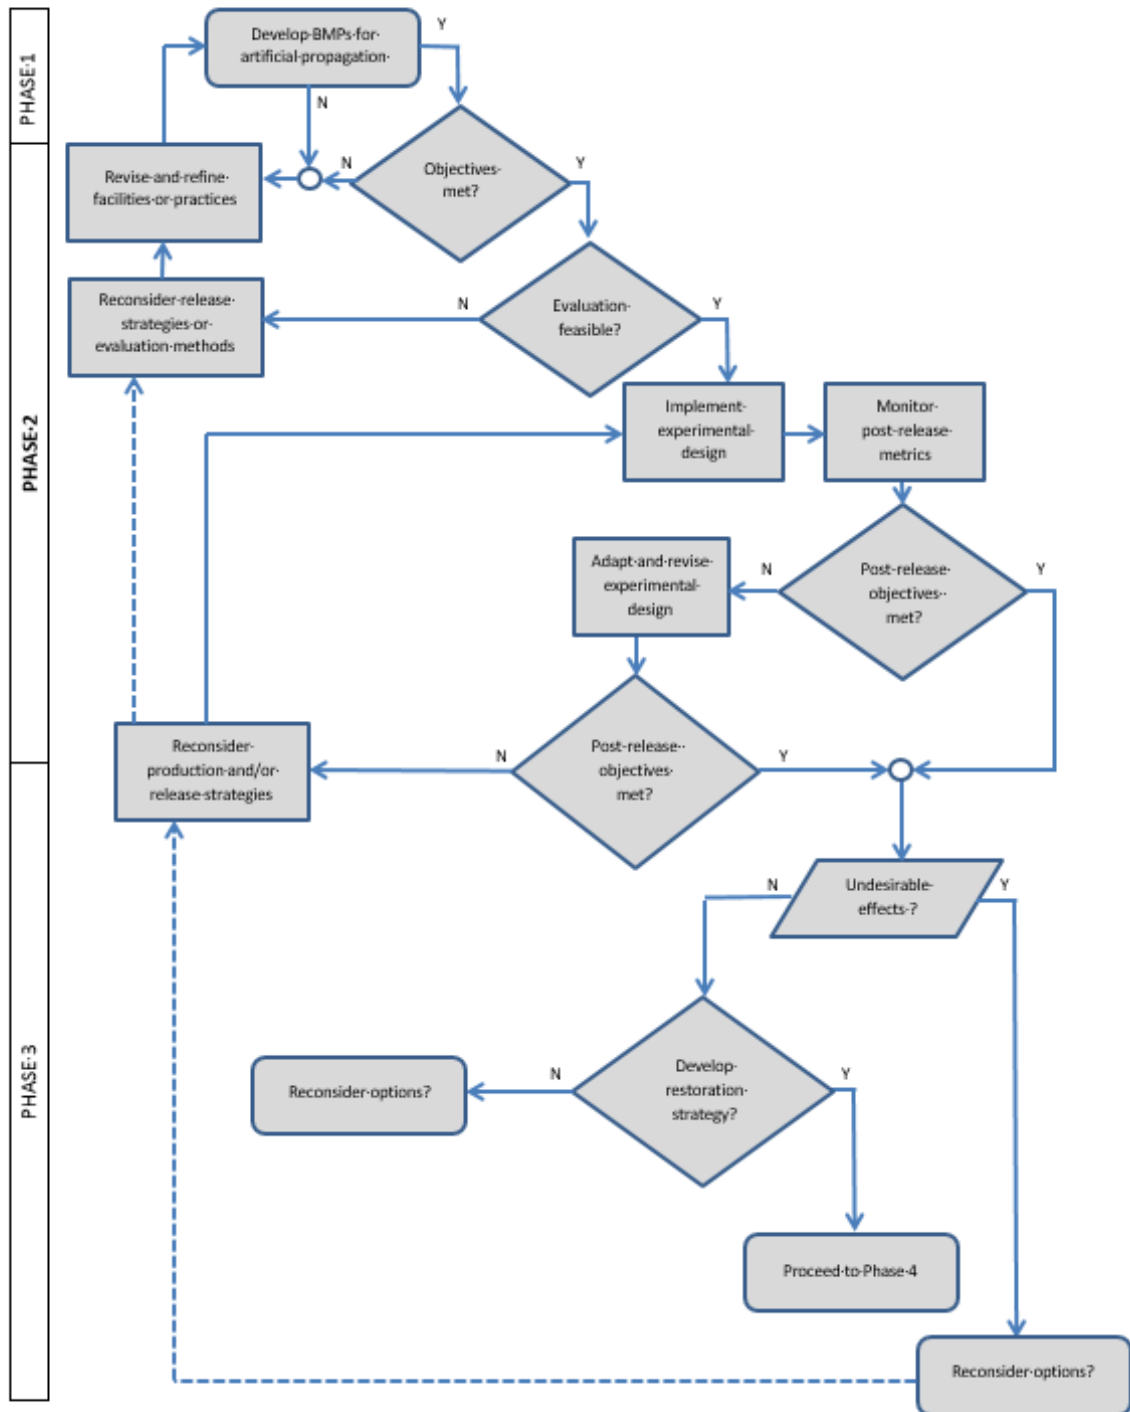 PHASE·1
Develop·BMPs·for·
artificial·propagation·
Y
N
Objectives·
met?
N
Y
Revise·and·refine·
facilities·or·practices
PHASE·2
Reconsider·release·
strategies·or·
evaluation·methods
N
Evaluation·
feasible?
Y
Implement·
experimental·
design
Monitor·
post-release·
metrics
Adapt·and·revise·
experimental·
design
N
Post-release·
objectives··
met?
Y
Reconsider·
production·and/or·
release·strategies
N
Post-release··
objectives·
met?
Y
PHASE·3
N
Undesirable·
effects·?
Y
Reconsider·options?
N
Develop·
restoration·
strategy?
Y
Proceed·to·Phase·4
Reconsider·options?